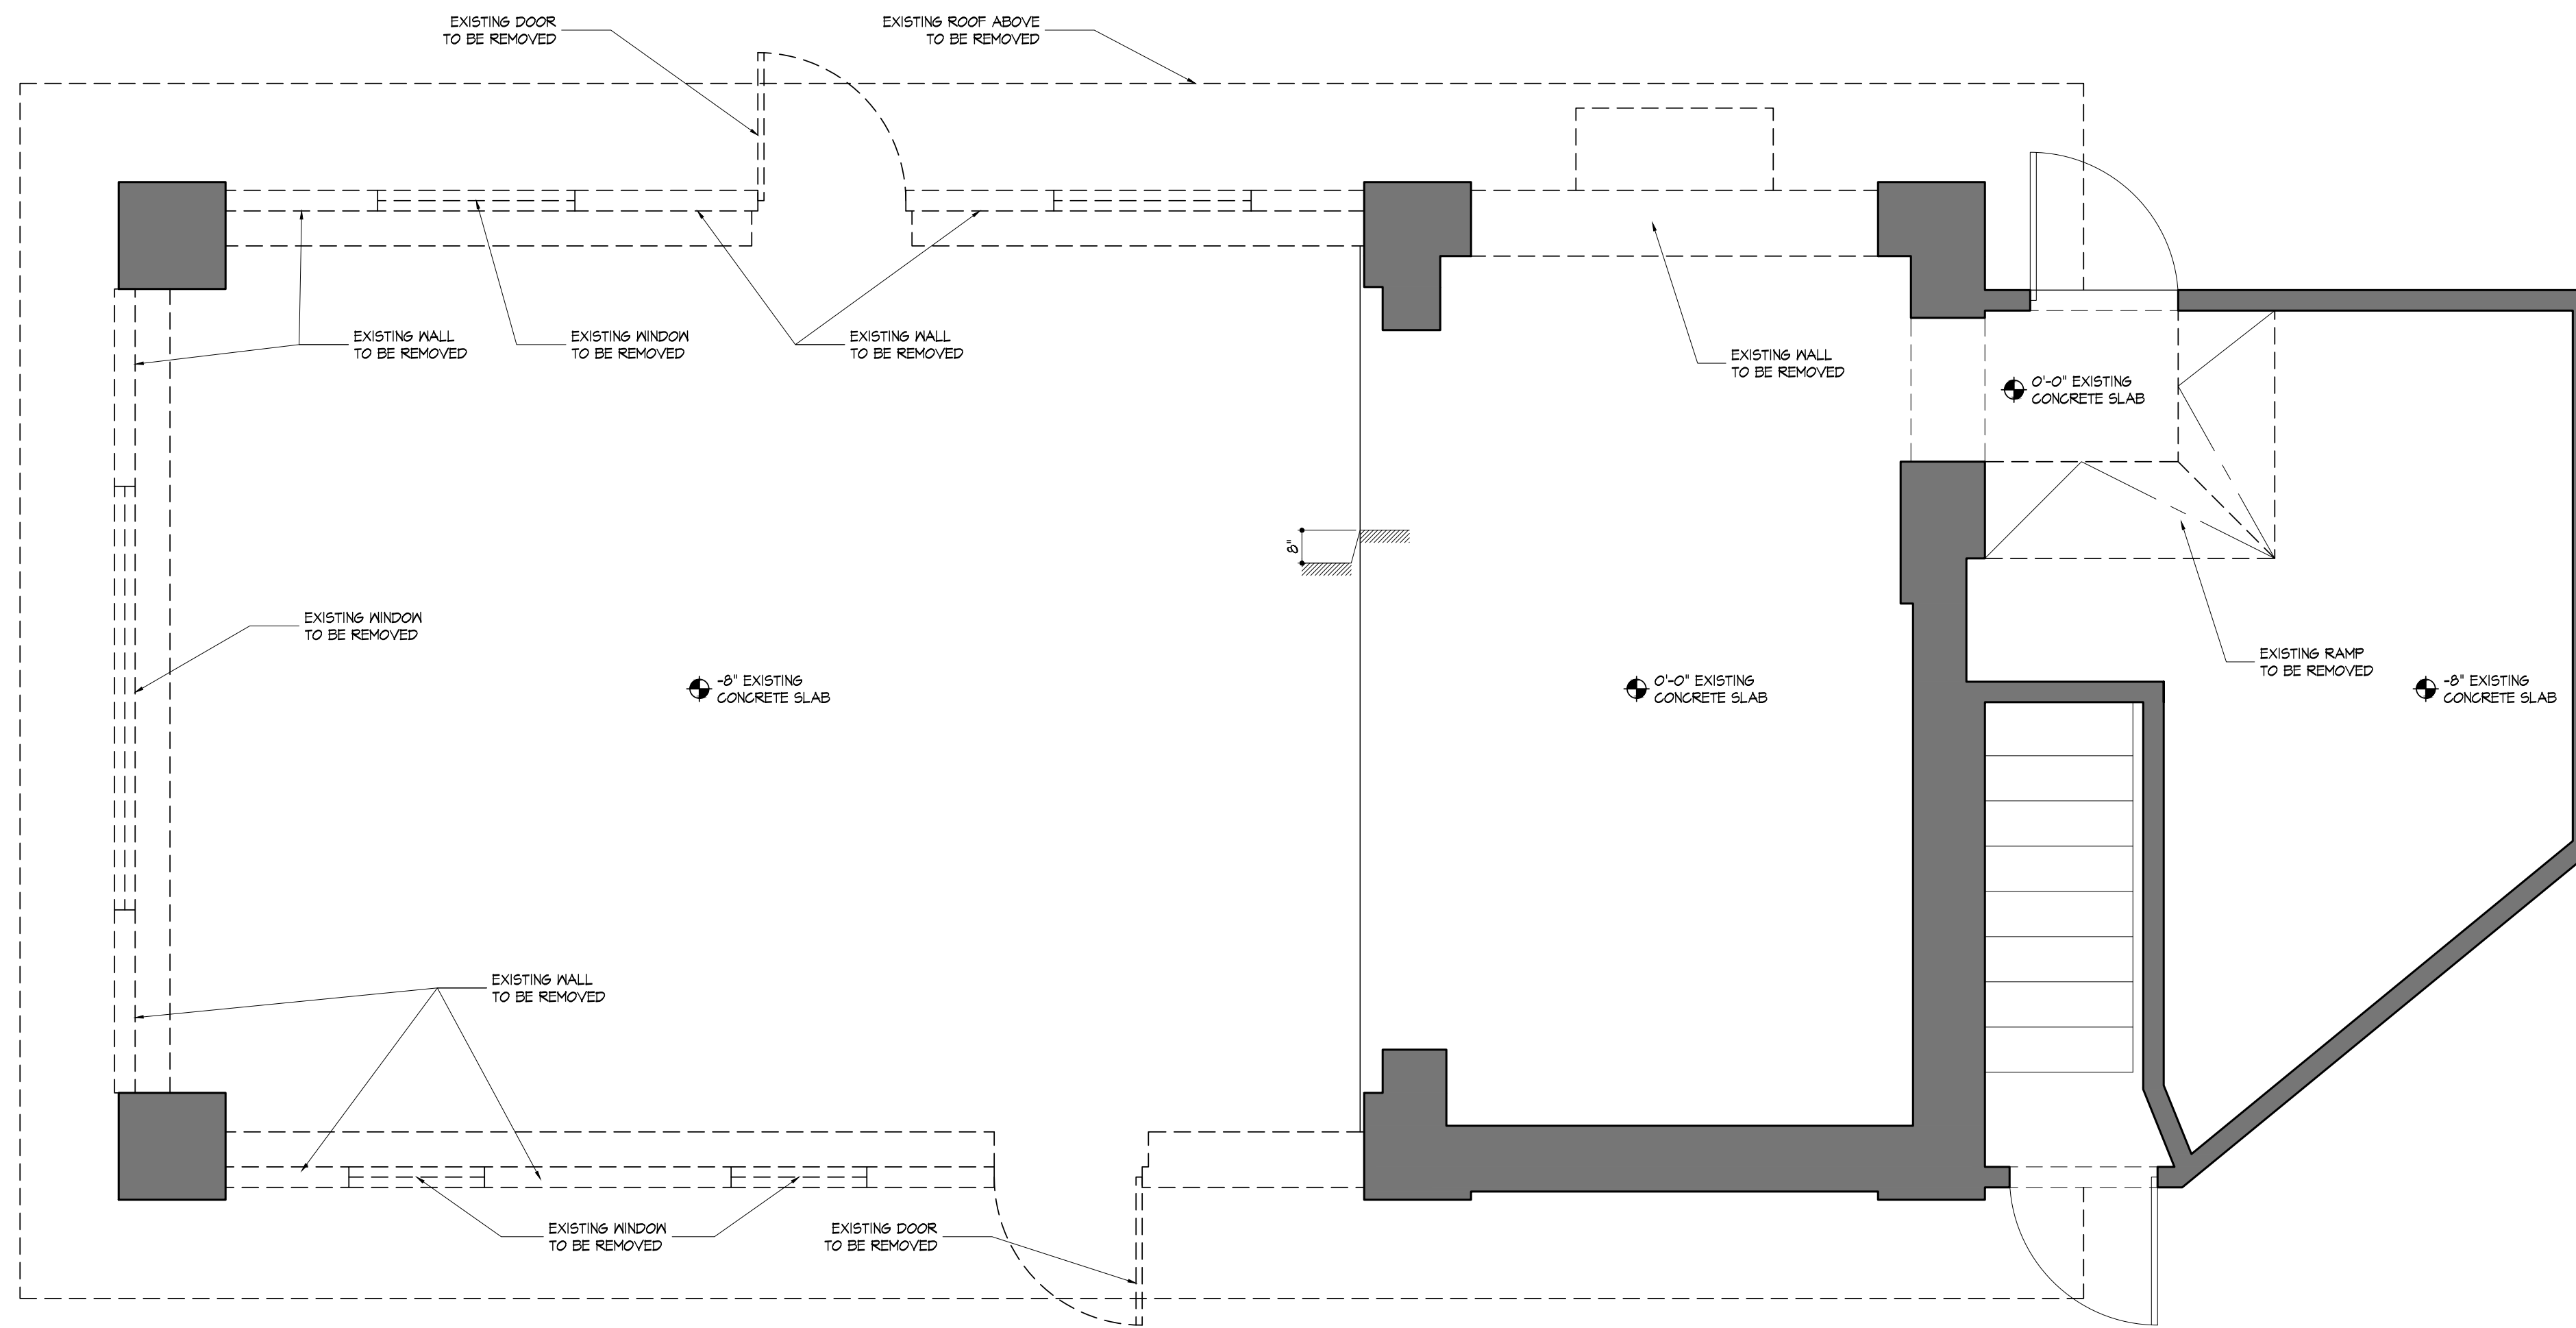 EXISTING DOOR
TO BE REMOVED
EXISTING ROOF ABOVE
TO BE REMOVED
EXISTING WALL
TO BE REMOVED
EXISTING WINDOW
TO BE REMOVED
EXISTING WALL
TO BE REMOVED
EXISTING WALL
TO BE REMOVED
0'-0" EXISTING
CONCRETE SLAB
8"
EXISTING WINDOW
TO BE REMOVED
EXISTING RAMP
TO BE REMOVED
-8" EXISTING
CONCRETE SLAB
0'-0" EXISTING
CONCRETE SLAB
-8" EXISTING
CONCRETE SLAB
EXISTING WALL
TO BE REMOVED
EXISTING WINDOW
TO BE REMOVED
EXISTING DOOR
TO BE REMOVED